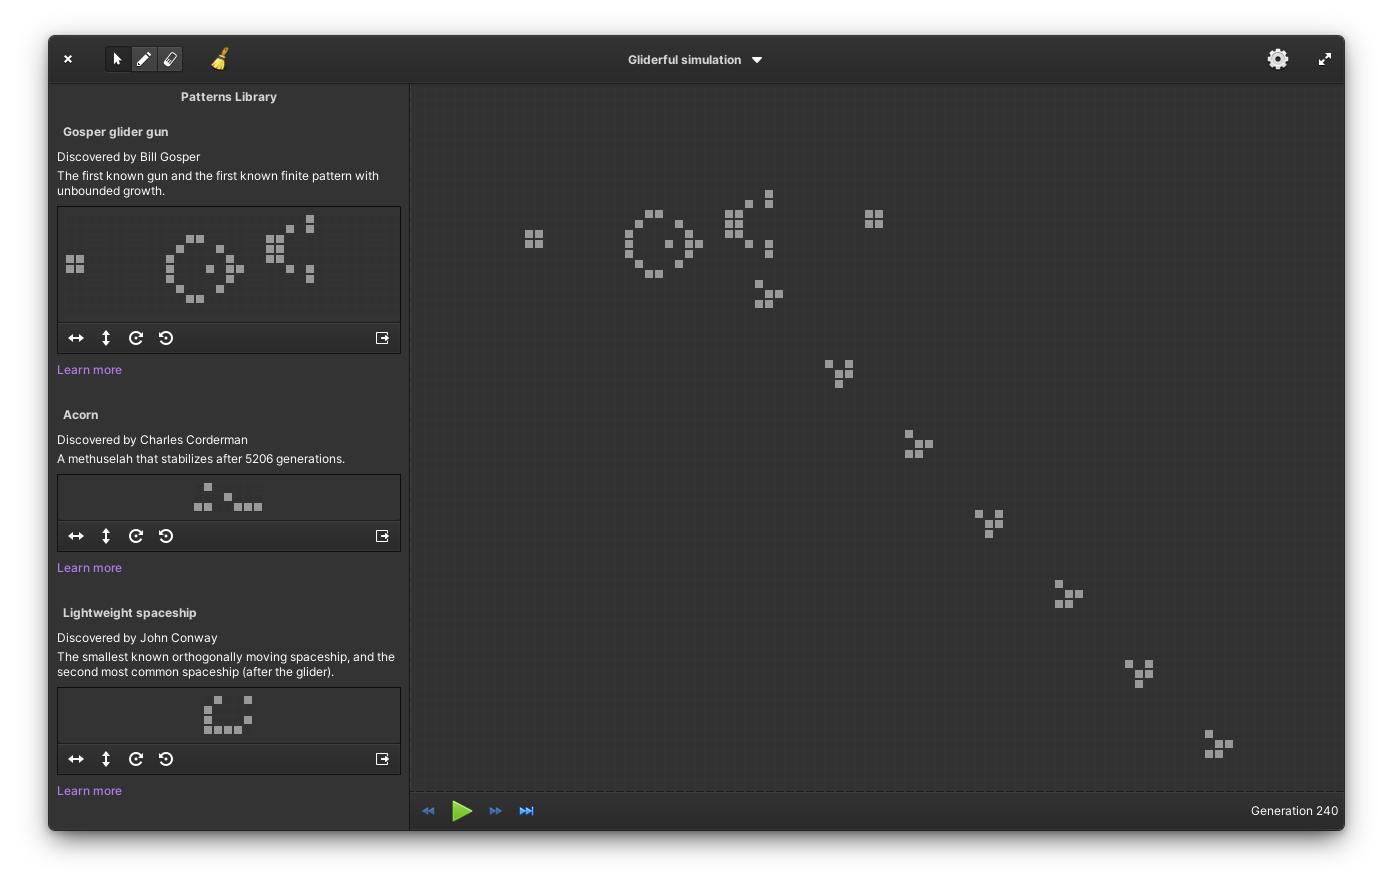 Gliderful simulation
Patterns Library
Gosper glider gun
Discovered by Bill Gosper
The first known gun and the first known finite pattern with
unbounded growth.
Learn more
Acorn
Discovered by Charles Corderman
A methuselah that stabilizes after 5206 generations.
Learn more
Lightweight spaceship
Discovered by John Conway
The smallest known orthogonally moving spaceship, and the
second most common spaceship (after the glider).
Learn more
Generation 240